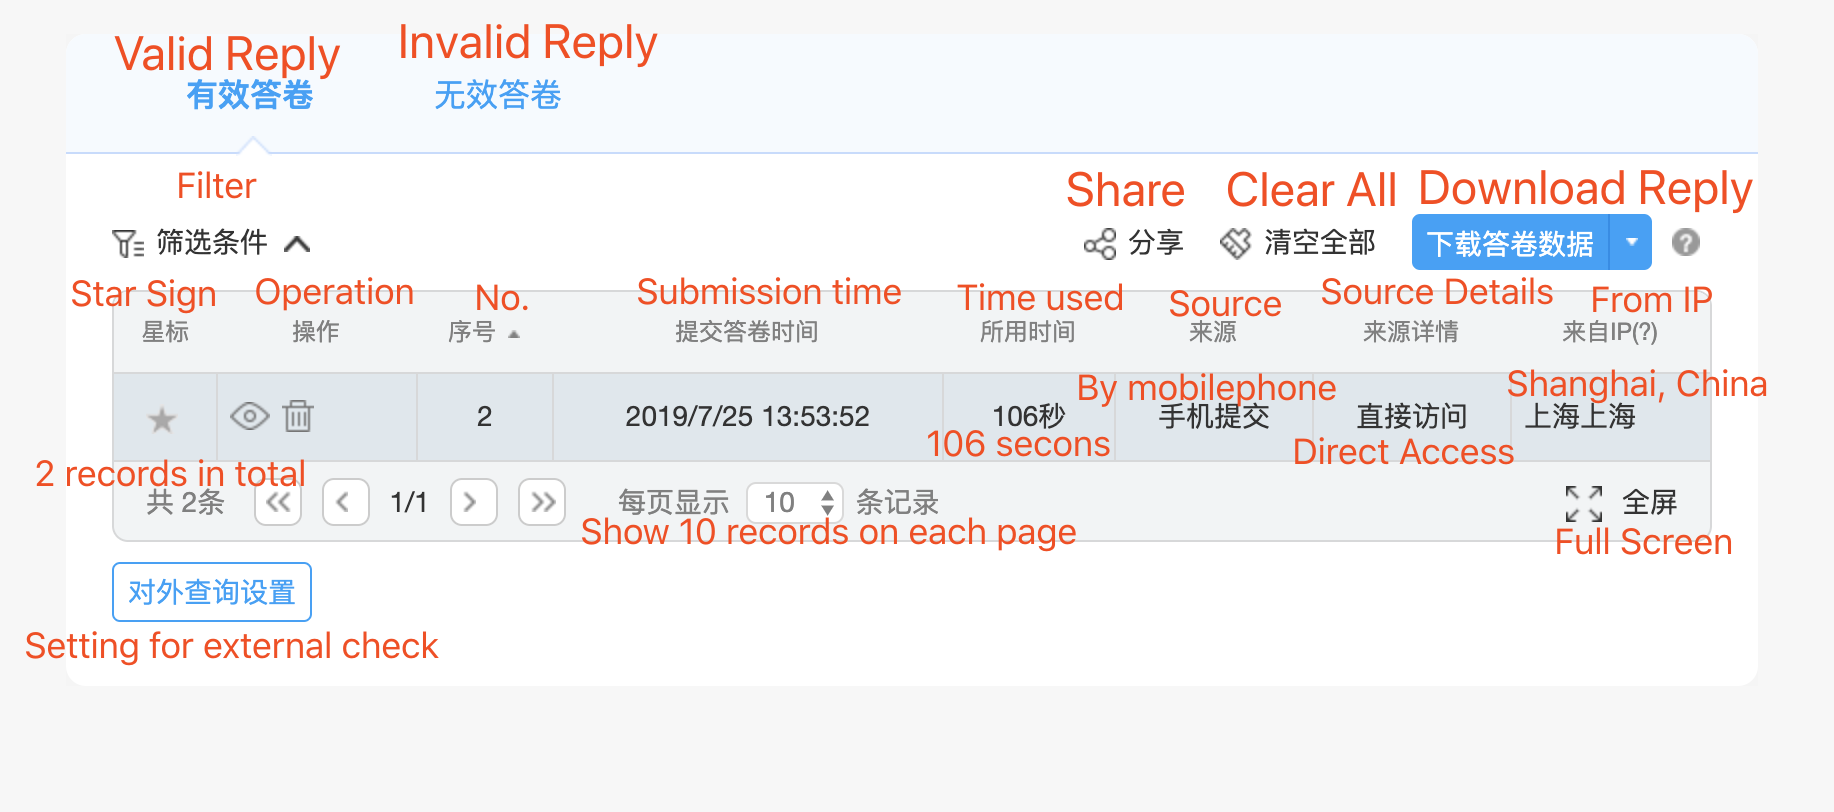 Valid Reply
Invalid Reply
有效答卷
无效答卷
Filter
Share
Clear All
Download Reply
筛选条件
分享
清空全部
下载答卷数据
?
Star Sign
Operation
No.
Submission time
Time used
Source
Source Details
From IP
星标
操作
序号
提交答卷时间
所用时间
来源
来源详情
来自IP(?)
By mobilephone
Shanghai, China
2
2019/7/25 13:53:52
106秒
手机提交
直接访问
上海上海
106 secons
Direct Access
2 records in total
共 2条
1/1
每页显示
10
条记录
全屏
Show 10 records on each page
Full Screen
对外查询设置
Setting for external check